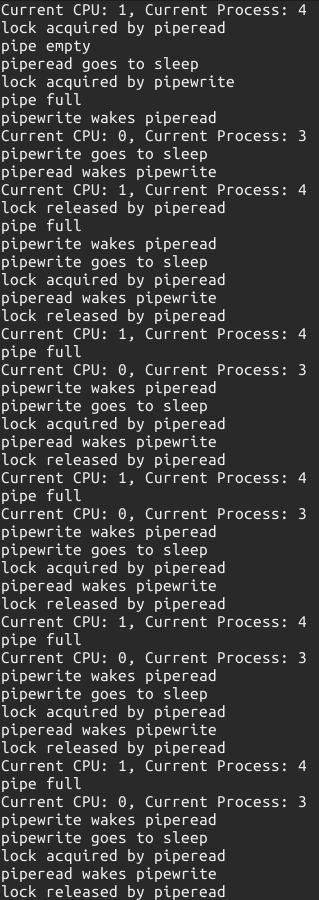 Current CPU: 1, Current Process: 4
lock acquired by piperead
pipe empty
piperead goes to sleep
lock acquired by pipewrite
pipe full
pipewrite wakes piperead
Current CPU: 0, Current Process: 3
pipewrite goes to sleep
piperead wakes pipewrite
Current CPU: 1, Current Process: 4
lock released by piperead
pipe full
pipewrite wakes piperead
pipewrite goes to sleep
lock acquired by piperead
piperead wakes pipewrite
lock released by piperead
Current CPU: 1, Current Process: 4
pipe full
Current CPU: 0, Current Process: 3
pipewrite wakes piperead
pipewrite goes to sleep
lock acquired by piperead
piperead wakes pipewrite
lock released by piperead
Current CPU: 1, Current Process: 4
pipe full
Current CPU: 0, Current Process: 3
pipewrite wakes piperead
pipewrite goes to sleep
lock acquired by piperead
piperead wakes pipewrite
lock released by piperead
Current CPU: 1, Current Process: 4
pipe full
Current CPU: 0, Current Process: 3
pipewrite wakes piperead
pipewrite goes to sleep
lock acquired by piperead
piperead wakes pipewrite
lock released by piperead
Current CPU: 1, Current Process: 4
pipe full
Current CPU: 0, Current Process: 3
pipewrite wakes piperead
pipewrite goes to sleep
lock acquired by piperead
piperead wakes pipewrite
lock released by piperead